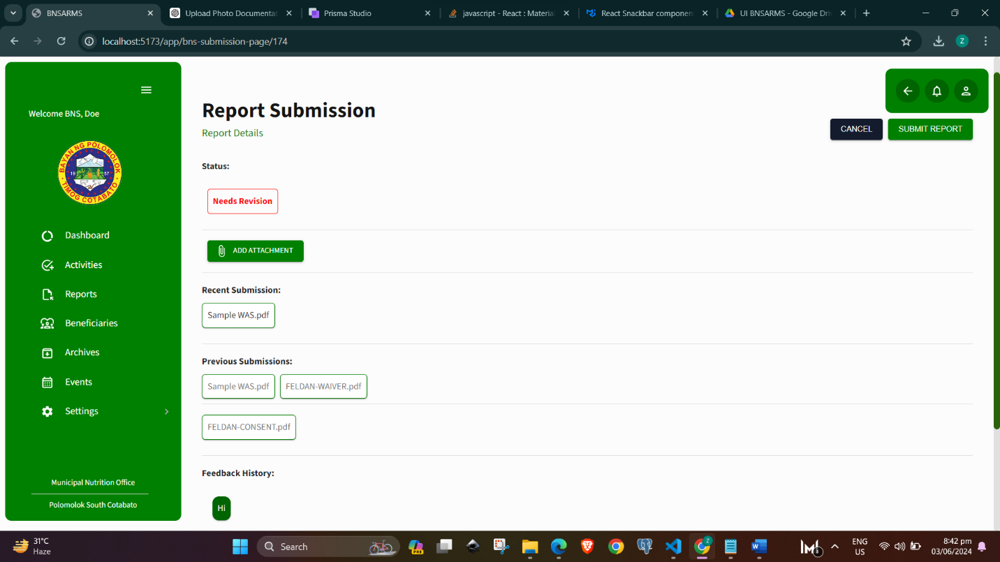 BNSARMS
Upload Photo Documentat
Prisma Studio
javascript - React : Material
React Snackbar component
UI BNSARMS - Google Dri
localhost:5173/app/bns-submission-page/174
Z
Welcome BNS, Doe
BAYAN NG POLOMOLOK
19 57
TIMOG COTABATO
Dashboard
Activities
Reports
Beneficiaries
Archives
Events
Settings
Municipal Nutrition Office
Polomolok South Cotabato
Report Submission
Report Details
CANCEL
SUBMIT REPORT
Status:
Needs Revision
ADD ATTACHMENT
Recent Submission:
Sample WAS.pdf
Previous Submissions:
Sample WAS.pdf
FELDAN-WAIVER.pdf
FELDAN-CONSENT.pdf
Feedback History:
Hi
31°C
Haze
Search
PRE
Z
ENG
US
8:42 pm
03/06/2024